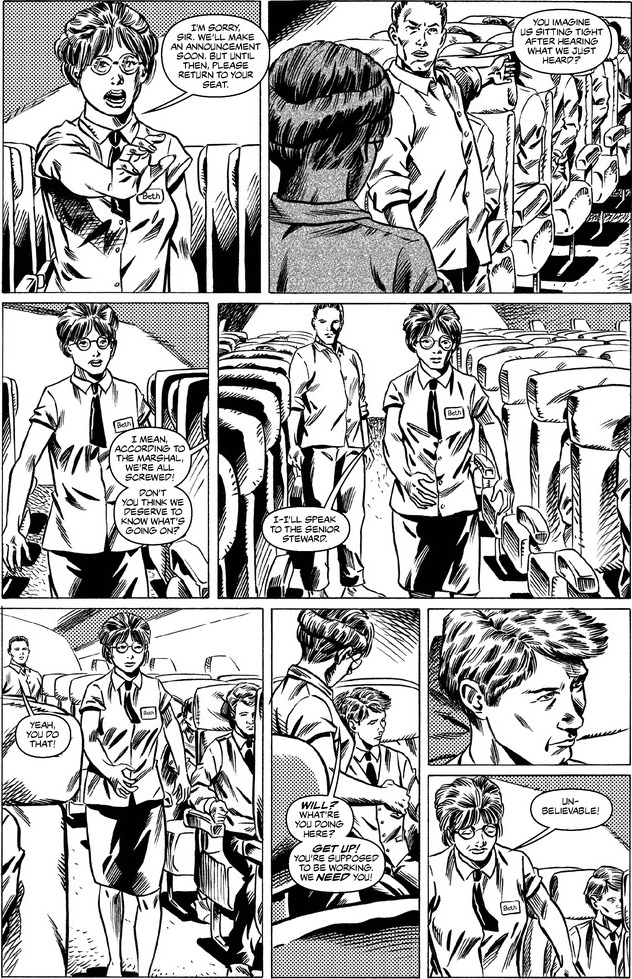 I'M SORRY,
SIR. WE'LL MAKE
AN ANNOUNCEMENT
SOON. BUT UNTIL
THEN, PLEASE
RETURN TO YOUR
SEAT.
Beth
YOU IMAGINE
US SITTING TIGHT
AFTER HEARING
WHAT WE JUST
HEARD?
Beth
I MEAN,
ACCORDING TO
THE MARSHAL,
WE'RE ALL
SCREWED!
DON'T
YOU THINK WE
DESERVE TO
KNOW WHAT'S
GOING ON?
Beth
I-I'LL SPEAK
TO THE SENIOR
STEWARD.
YEAH,
YOU DO
THAT!
Beth
WILL?
WHAT'RE
YOU DOING
HERE?
GET UP!
YOU'RE SUPPOSED
TO BE WORKING.
WE NEED YOU!
UN-
BELIEVABLE!
Beth